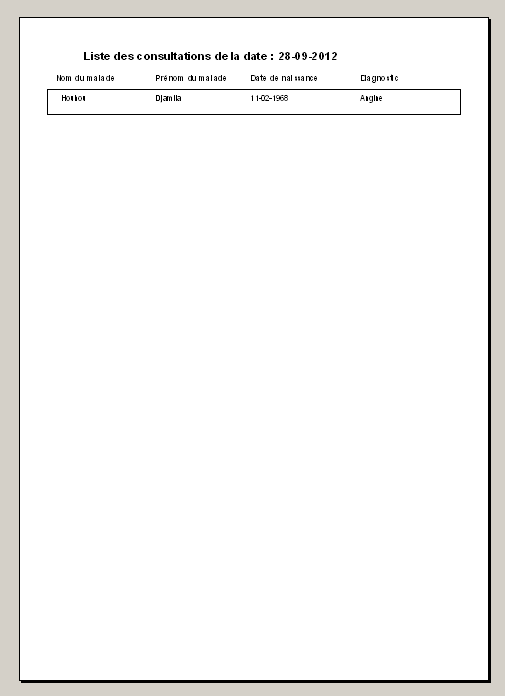 Liste des consultations de la date : 28-09-2012
Nom du malade Prénom du malade Date de naissance Diagnostic
Houhou Djamila 11-02-1968 Angine